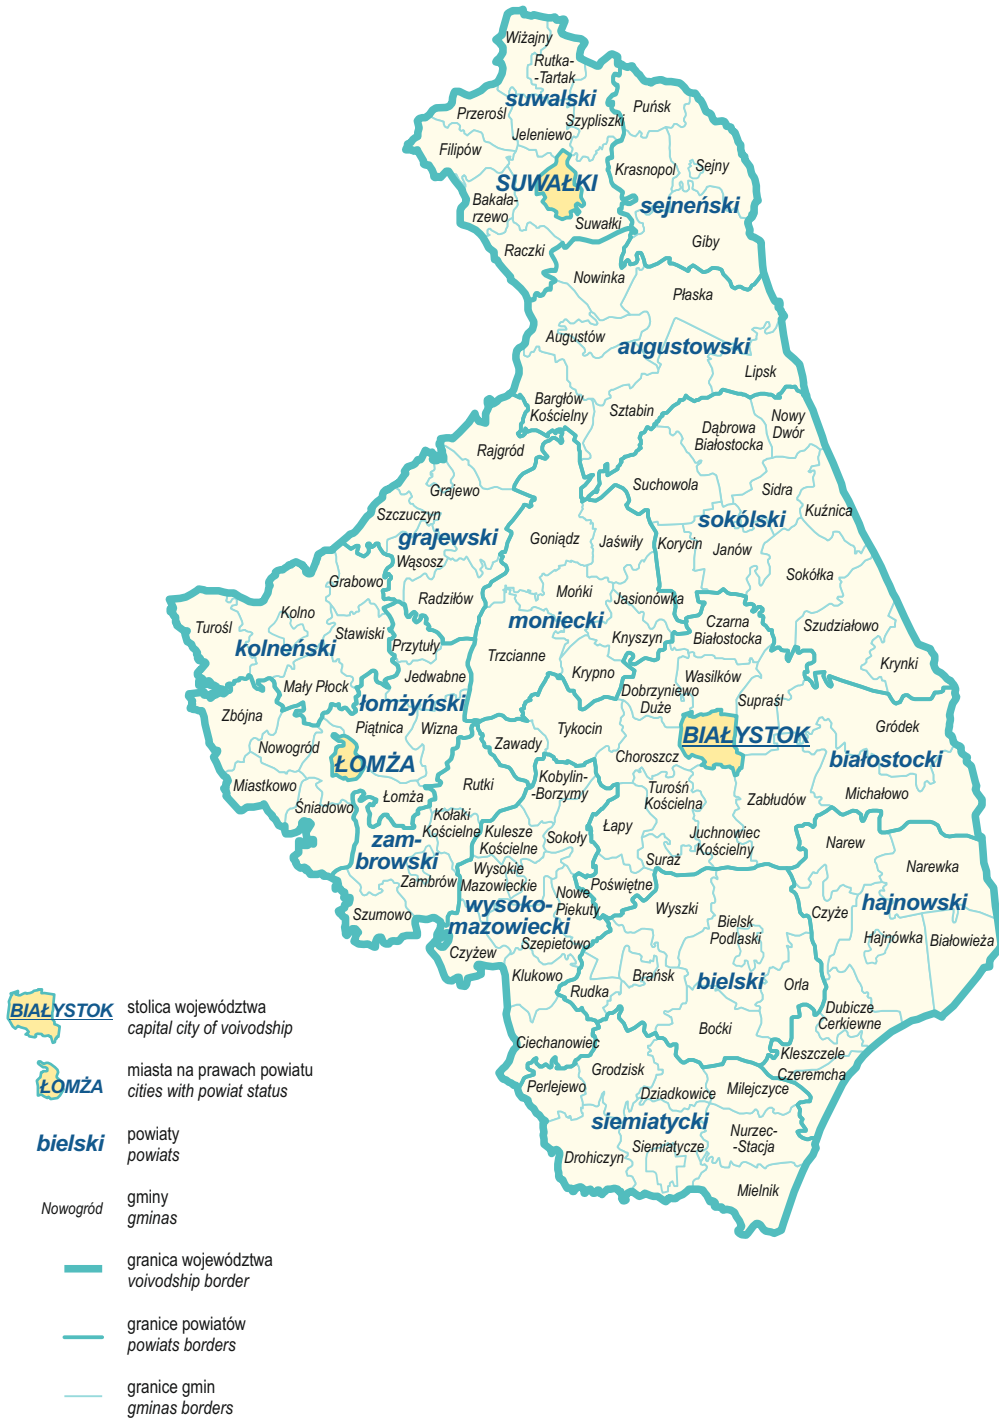 Wiżajny
Rutka-
-Tartak
suwalski
Puńsk
Przerośl
Szypliszki
Jeleniewo
Filipów
Krasnopol
Sejny
SUWAŁKI
Bakała-
rzewo
sejneński
Suwałki
Giby
Raczki
Nowinka
Płaska
Augustów
augustowski
Lipsk
Bargłów
Kościelny
Sztabin
Nowy
Dwór
Dąbrowa
Białostocka
Rajgród
Grajewo
Suchowola
Sidra
Kuźnica
Szczuczyn
sokólski
grajewski
Goniądz
Jaświły
Korycin
Janów
Wąsosz
Sokółka
Grabowo
Mońki
Jasionówka
Radziłów
Kolno
Turośl
Stawiski
moniecki
Czarna
Białostocka
Szudziałowo
Knyszyn
kolneński
Przytuły
Trzcianne
Krynki
Jedwabne
Krypno
Wasilków
Mały Płock
Dobrzyniewo
Duże
Supraśl
łomżyński
Zbójna
Piątnica
Wizna
Tykocin
Gródek
Nowogród
Zawady
BIAŁYSTOK
ŁOMŻA
Choroszcz
białostocki
Miastkowo
Rutki
Kobylin-
-Borzymy
Turośń
Kościelna
Michałowo
Łomża
Zabłudów
Śniadowo
Kołaki
Kościelne
Kulesze
Kościelne
Łapy
Juchnowiec
Kościelny
Sokoły
Narew
zam-
browski
Suraż
Narewka
Wysokie
Mazowieckie
Zambrów
Poświętne
Nowe
Piekuty
hajnowski
wysoko-
mazowiecki
Szumowo
Wyszki
Czyże
Bielsk
Podlaski
Hajnówka
Białowieża
Szepietowo
Czyżew
Klukowo
Brańsk
bielski
Orla
Rudka
Dubicze
Cerkiewne
Boćki
Ciechanowiec
Kleszczele
Czeremcha
Grodzisk
Perlejewo
Dziadkowice
Milejczyce
siemiatycki
Nurzec-
-Stacja
Siemiatycze
Drohiczyn
Mielnik
BIAŁYSTOK
stolica województwa
capital city of voivodship
ŁOMŻA
miasta na prawach powiatu
cities with powiat status
bielski
powiaty
powiats
Nowogród
gminy
gminas
granica województwa
voivodship border
granice powiatów
powiats borders
granice gmin
gminas borders